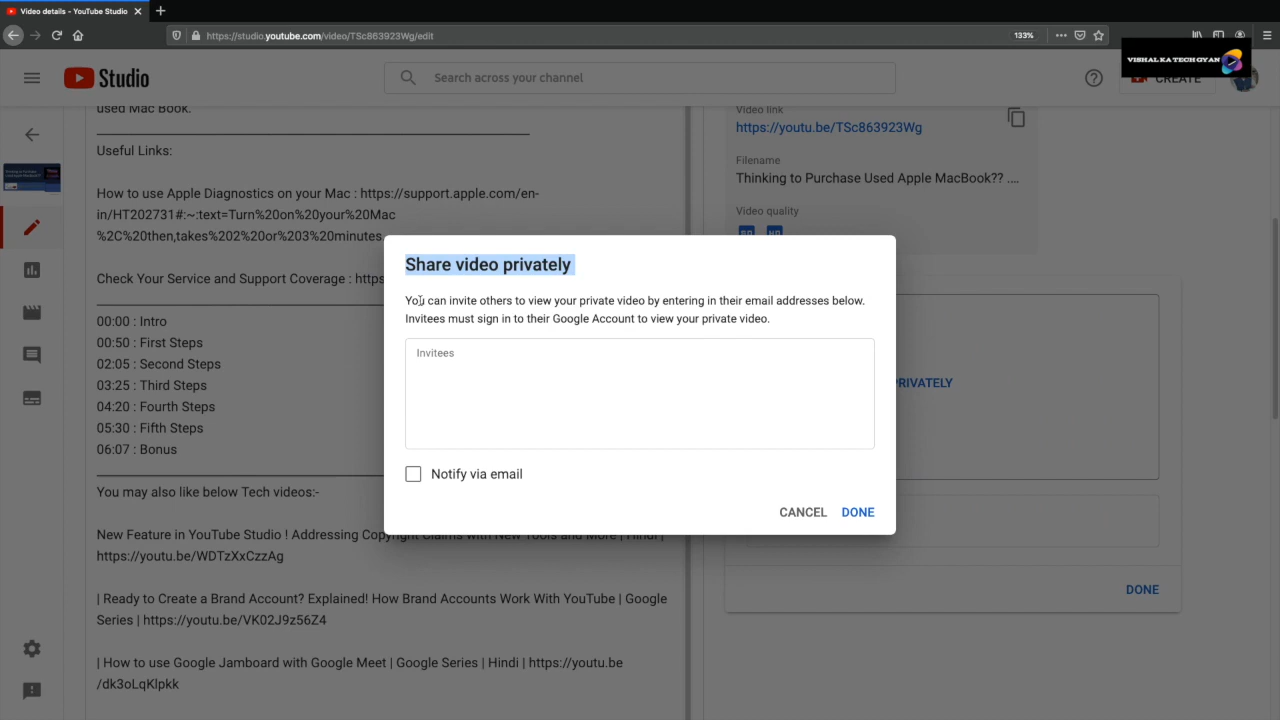 Video details - YouTube Studio
https://studio.youtube.com/video/TSc863923Wg/edit
133%
VISHAL KA TECH GYAN
Studio
Search across your channel
CREATE
used Mac Book.
Useful Links:
How to use Apple Diagnostics on your Mac : https://support.apple.com/en-
in/HT202731#:~:text=Turn%20on%20your%20Mac
%2C%20then,takes%202%20or%203%20minutes.
Check Your Service and Support Coverage : https
00:00 : Intro
00:50 : First Steps
02:05 : Second Steps
03:25 : Third Steps
04:20 : Fourth Steps
05:30 : Fifth Steps
06:07 : Bonus
You may also like below Tech videos:-
New Feature in YouTube Studio ! Addressing Copyright Claims with New Tools and More | Hindi |
https://youtu.be/WDTzXxCzzAg
| Ready to Create a Brand Account? Explained! How Brand Accounts Work With YouTube | Google
Series | https://youtu.be/VK02J9z56Z4
| How to use Google Jamboard with Google Meet | Google Series | Hindi | https://youtu.be
/dk3oLqKlpkk
Video link
https://youtu.be/TSc863923Wg
Filename
Thinking to Purchase Used Apple MacBook?? ....
Video quality
Share video privately
You can invite others to view your private video by entering in their email addresses below.
Invitees must sign in to their Google Account to view your private video.
Invitees
Notify via email
CANCEL DONE
PRIVATELY
DONE